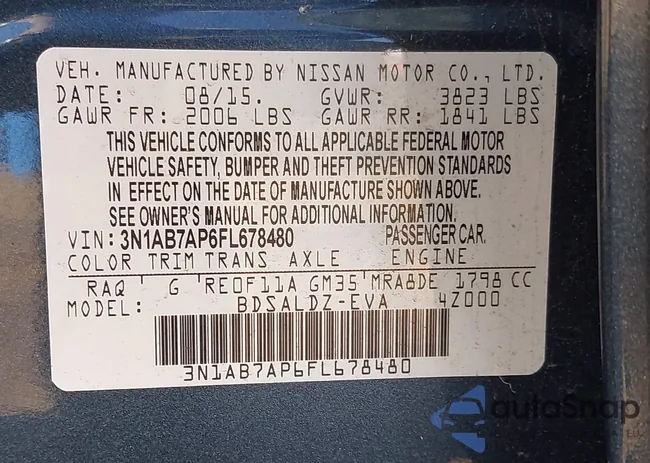 VEH. MANUFACTURED BY NISSAN MOTOR CO., LTD.
DATE: 08/15. GVWR: 3823 LBS
GAWR FR: 2006 LBS GAWR RR: 1841 LBS
THIS VEHICLE CONFORMS TO ALL APPLICABLE FEDERAL MOTOR
VEHICLE SAFETY, BUMPER AND THEFT PREVENTION STANDARDS
IN EFFECT ON THE DATE OF MANUFACTURE SHOWN ABOVE.
SEE OWNER'S MANUAL FOR ADDITIONAL INFORMATION.
VIN: 3N1AB7AP6FL678480 PASSENGER CAR.
COLOR TRIM TRANS AXLE ENGINE
RAQ G RE0F11A GM35 MRA8DE 1798 CC
MODEL: BDSALDZ-EVA 4Z000
3N1AB7AP6FL678480
autoSnap